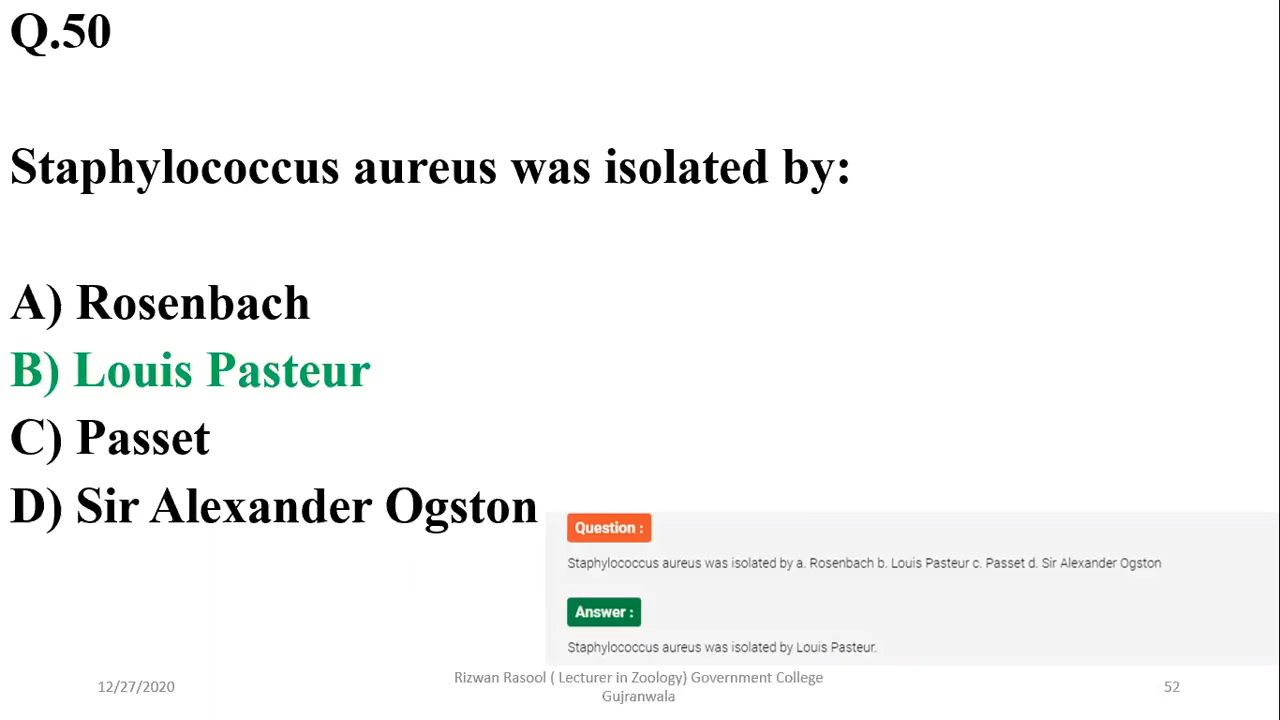 Q.50
Staphylococcus aureus was isolated by:
A) Rosenbach
B) Louis Pasteur
C) Passet
D) Sir Alexander Ogston
Question :
Staphylococcus aureus was isolated by a. Rosenbach b. Louis Pasteur c. Passet d. Sir Alexander Ogston
Answer :
Staphylococcus aureus was isolated by Louis Pasteur.
12/27/2020
Rizwan Rasool ( Lecturer in Zoology) Government College
Gujranwala
52